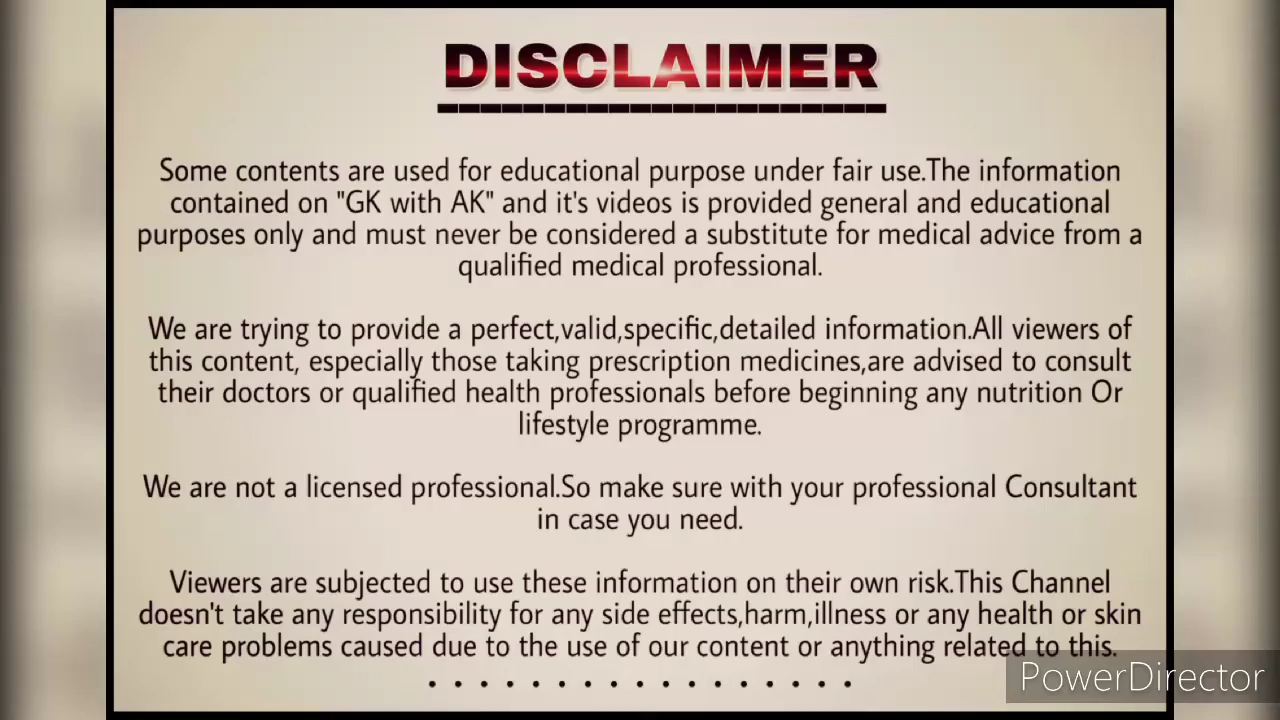 DISCLAIMER
Some contents are used for educational purpose under fair use.The information
contained on "GK with AK" and it's videos is provided general and educational
purposes only and must never be considered a substitute for medical advice from a
qualified medical professional.
We are trying to provide a perfect,valid,specific,detailed information.All viewers of
this content, especially those taking prescription medicines,are advised to consult
their doctors or qualified health professionals before beginning any nutrition Or
lifestyle programme.
We are not a licensed professional.So make sure with your professional Consultant
in case you need.
Viewers are subjected to use these information on their own risk.This Channel
doesn't take any responsibility for any side effects,harm,illness or any health or skin
care problems caused due to the use of our content or anything related to this.
PowerDirector